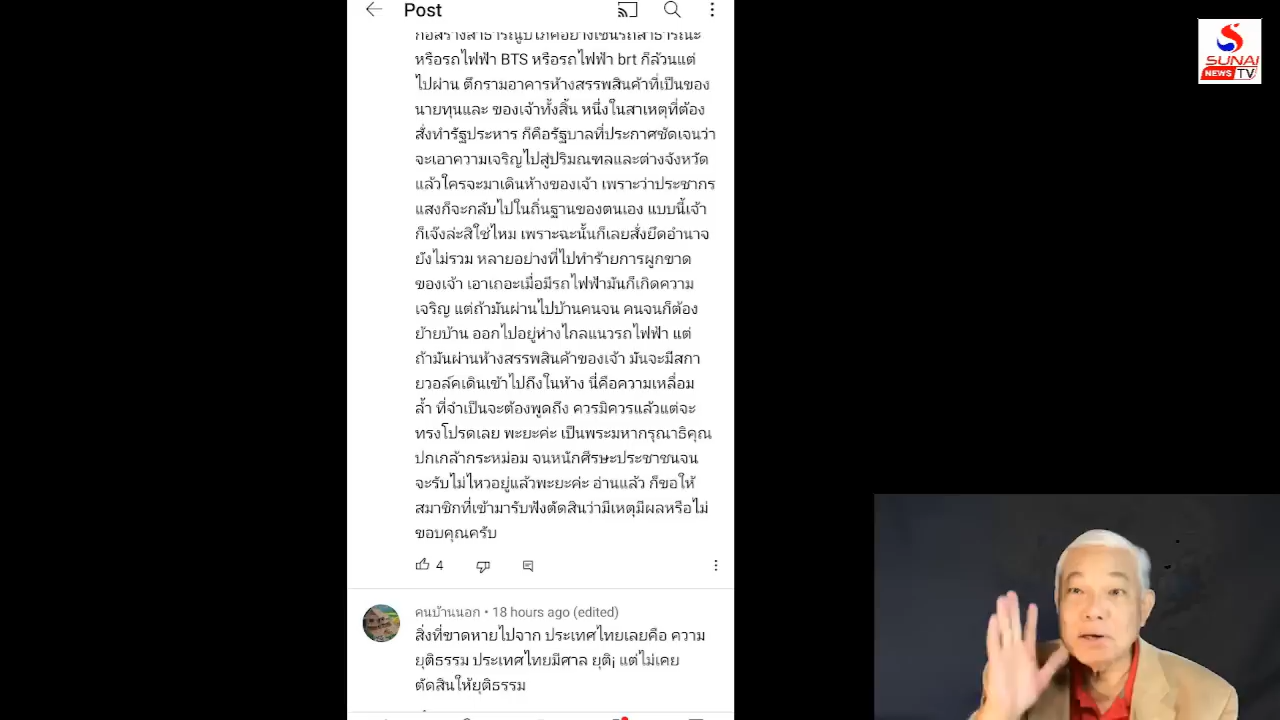 Post
SUNAI
NEWS TV
ก่อสร้างสาธารณูปโภคอย่างเช่นรถสาธารณะ
หรือรถไฟฟ้า BTS หรือรถไฟฟ้า brt ก็ล้วนแต่
ไปผ่าน ตึกรามอาคารห้างสรรพสินค้าที่เป็นของ
นายทุนและ ของเจ้าทั้งสิ้น หนึ่งในสาเหตุที่ต้อง
สั่งทำรัฐประหาร ก็คือรัฐบาลที่ประกาศชัดเจนว่า
จะเอาความเจริญไปสู่ปริมณฑลและต่างจังหวัด
แล้วใครจะมาเดินห้างของเจ้า เพราะว่าประชากร
แสงก็จะกลับไปในถิ่นฐานของตนเอง แบบนี้เจ้า
ก็เจ๊งล่ะสิใช่ไหม เพราะฉะนั้นก็เลยสั่งยึดอำนาจ
ยังไม่รวม หลายอย่างที่ไปทำร้ายการผูกขาด
ของเจ้า เอาเถอะเมื่อมีรถไฟฟ้ามันก็เกิดความ
เจริญ แต่ถ้ามันผ่านไปบ้านคนจน คนจนก็ต้อง
ย้ายบ้าน ออกไปอยู่ห่างไกลแนวรถไฟฟ้า แต่
ถ้ามันผ่านห้างสรรพสินค้าของเจ้า มันจะมีสกา
ยวอล์คเดินเข้าไปถึงในห้าง นี่คือความเหลื่อม
ล้ำ ที่จำเป็นจะต้องพูดถึง ควรมิควรแล้วแต่จะ
ทรงโปรดเลย พะยะค่ะ เป็นพระมหากรุณาธิคุณ
ปกเกล้ากระหม่อม จนหนักศีรษะประชาชนจน
จะรับไม่ไหวอยู่แล้วพะยะค่ะ อ่านแล้ว ก็ขอให้
สมาชิกที่เข้ามารับฟังตัดสินว่ามีเหตุมีผลหรือไม่
ขอบคุณครับ
4
คนบ้านนอก • 18 hours ago (edited)
สิ่งที่ขาดหายไปจาก ประเทศไทยเลยคือ ความ
ยุติธรรม ประเทศไทยมีศาล ยุติ¡ แต่ไม่เคย
ตัดสินให้ยุติธรรม